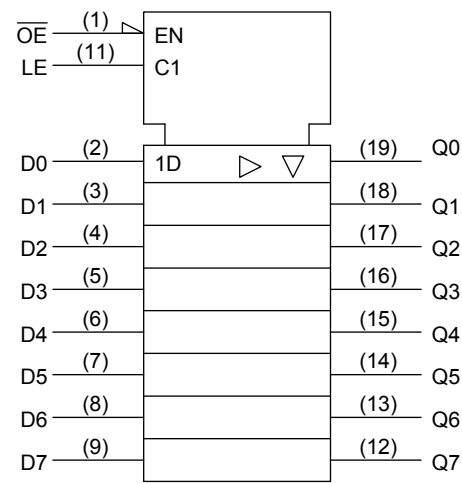 O̅E̅ (1) EN
LE (11) C1
D0 (2) 1D (19) Q0
D1 (3) (18) Q1
D2 (4) (17) Q2
D3 (5) (16) Q3
D4 (6) (15) Q4
D5 (7) (14) Q5
D6 (8) (13) Q6
D7 (9) (12) Q7